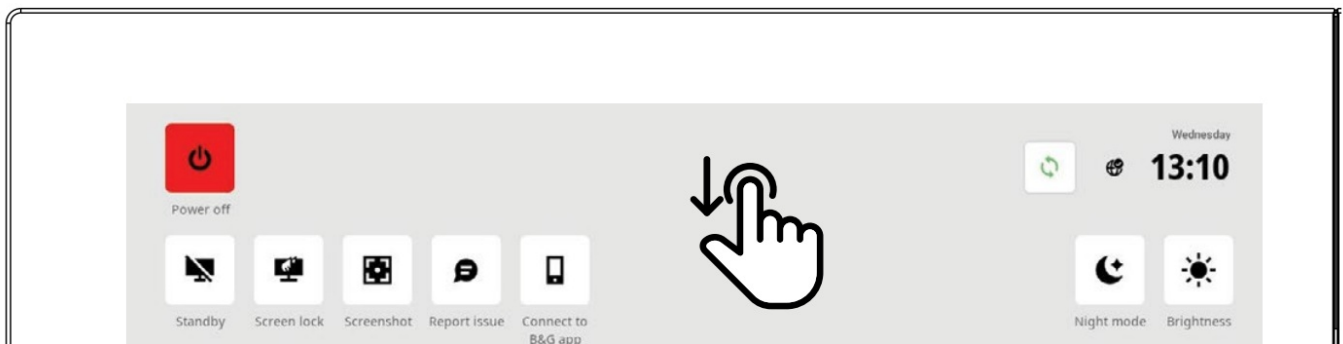 Wednesday
13:10
Power off
Standby
Screen lock
Screenshot
Report issue
Connect to
B&G app
Night mode
Brightness